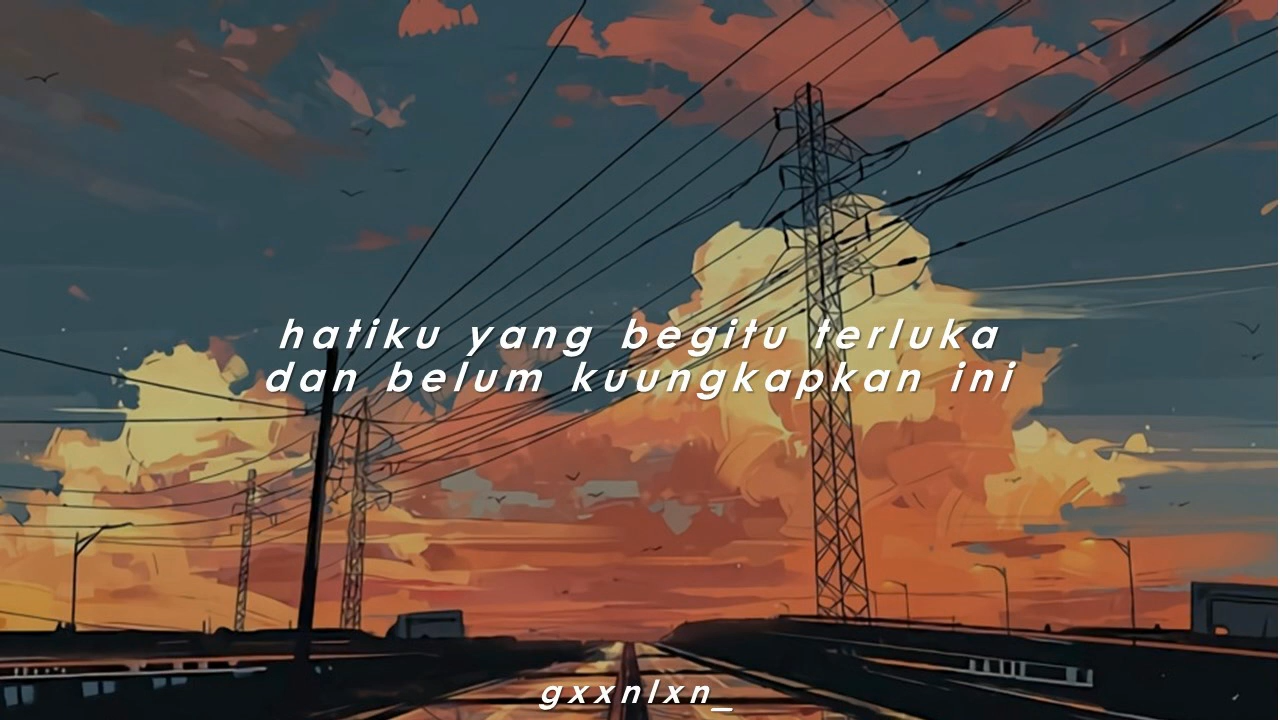 hatiku yang begitu terluka
dan belum kuungkapkan ini
gxxnlxn_